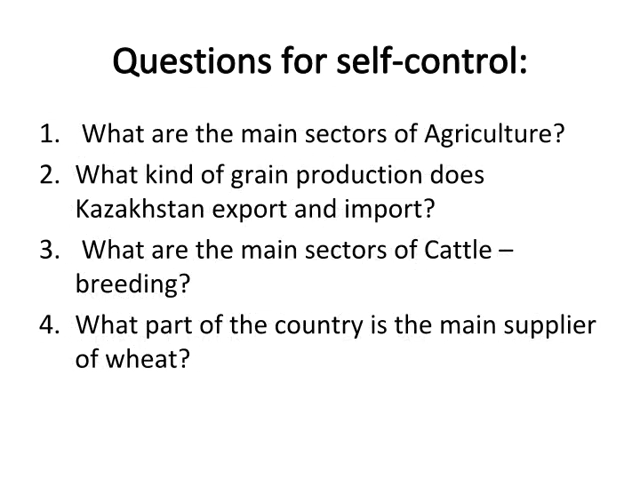 Questions for self-control:
1. What are the main sectors of Agriculture?
2. What kind of grain production does
Kazakhstan export and import?
3. What are the main sectors of Cattle –
breeding?
4. What part of the country is the main supplier
of wheat?